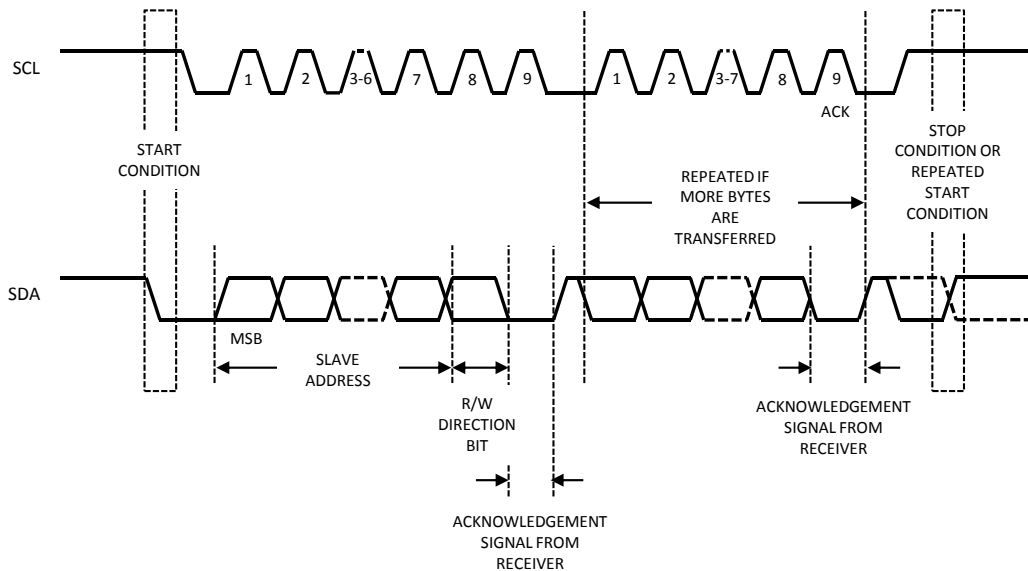 SCL
1
2
3-6
7
8
9
1
2
3-7
8
9
ACK
START
CONDITION
REPEATED IF
MORE BYTES
ARE
TRANSFERRED
STOP
CONDITION OR
REPEATED
START
CONDITION
SDA
MSB
SLAVE
ADDRESS
R/W
DIRECTION
BIT
ACKNOWLEDGEMENT
SIGNAL FROM
RECEIVER
ACKNOWLEDGEMENT
SIGNAL FROM
RECEIVER